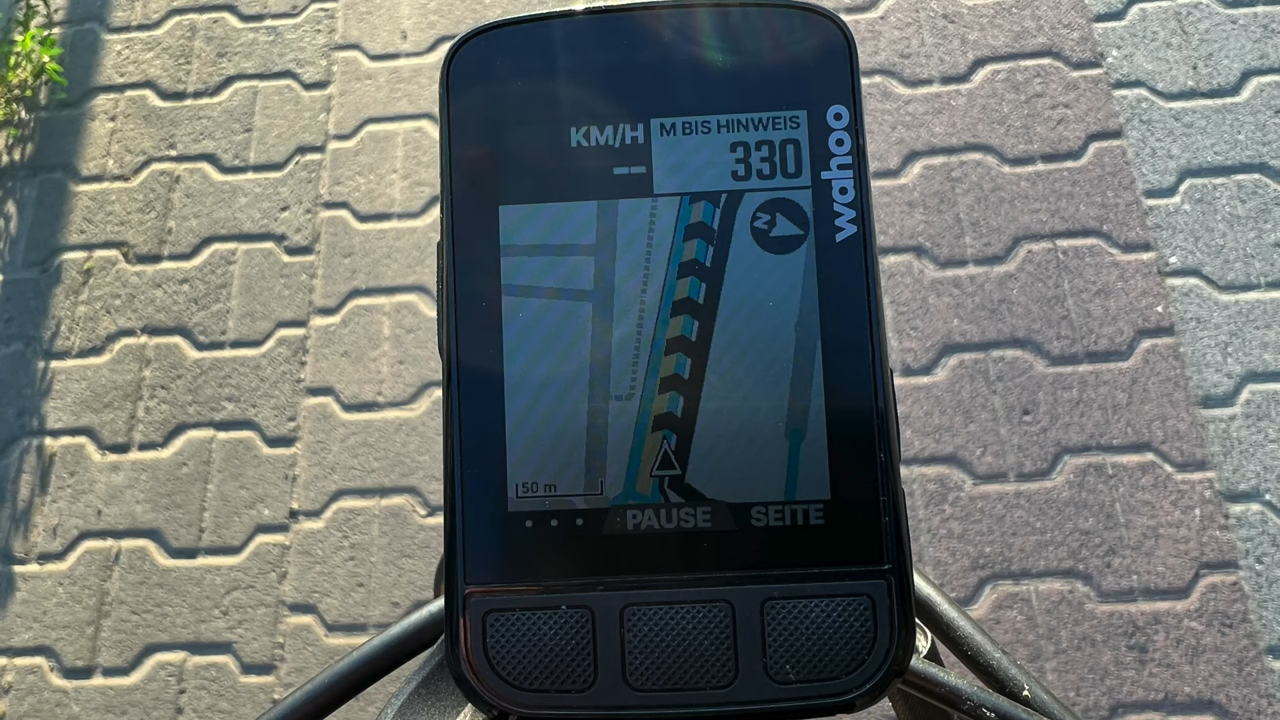 KM/H
--
M BIS HINWEIS
330
wahoo
N
50 m
... PAUSE SEITE